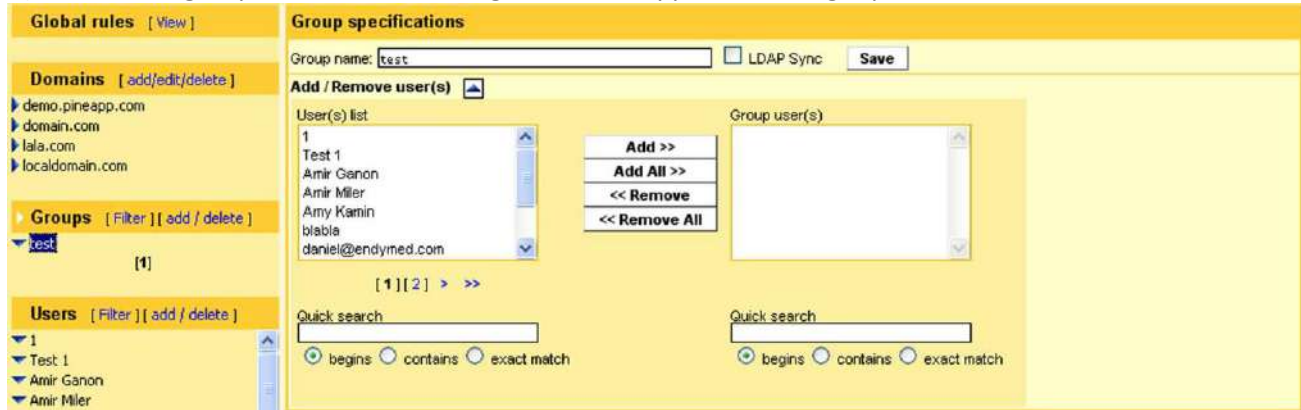 Global rules [ View ]
Domains [ add/edit/delete ]
demo.pineapp.com
domain.com
lala.com
localdomain.com
Groups [ Filter ] [ add / delete ]
test
[1]
Users [ Filter ] [ add / delete ]
1
Test 1
Amir Ganon
Amir Miler
Group specifications
Group name: test LDAP Sync Save
Add / Remove user(s)
User(s) list
1
Test 1
Amir Ganon
Amir Miler
Amy Kamin
blabla
daniel@endymed.com
[ 1 ][ 2 ] > >>
Quick search
begins contains exact match
Add >>
Add All >>
<< Remove
<< Remove All
Group user(s)
Quick search
begins contains exact match